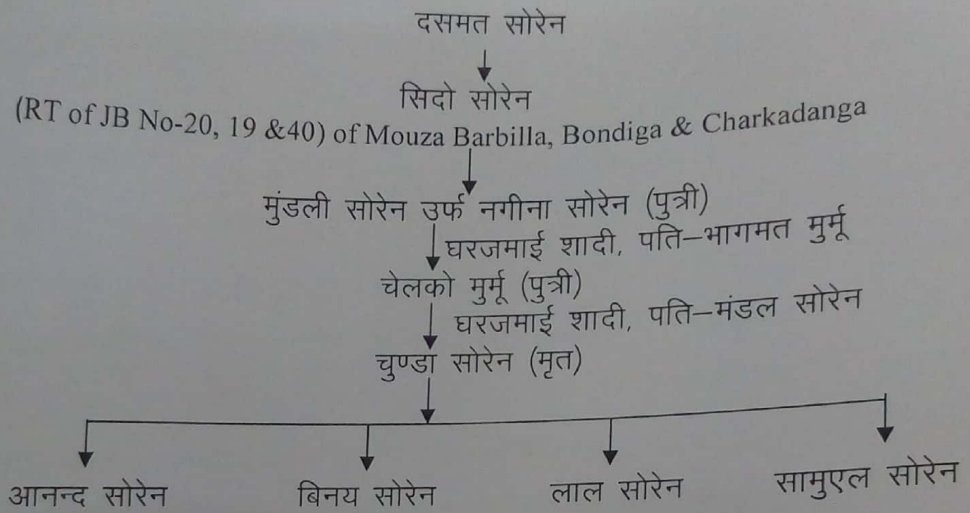 दसमत सोरेन
सिदो सोरेन
(RT of JB No-20, 19 &40) of Mouza Barbilla, Bondiga & Charkadanga
मुंडली सोरेन उर्फ नगीना सोरेन (पुत्री)
घरजमाई शादी, पति–भागमत मुर्मू
चेलको मुर्मू (पुत्री)
घरजमाई शादी, पति–मंडल सोरेन
चुण्डा सोरेन (मृत)
आनन्द सोरेन बिनय सोरेन लाल सोरेन सामुएल सोरेन